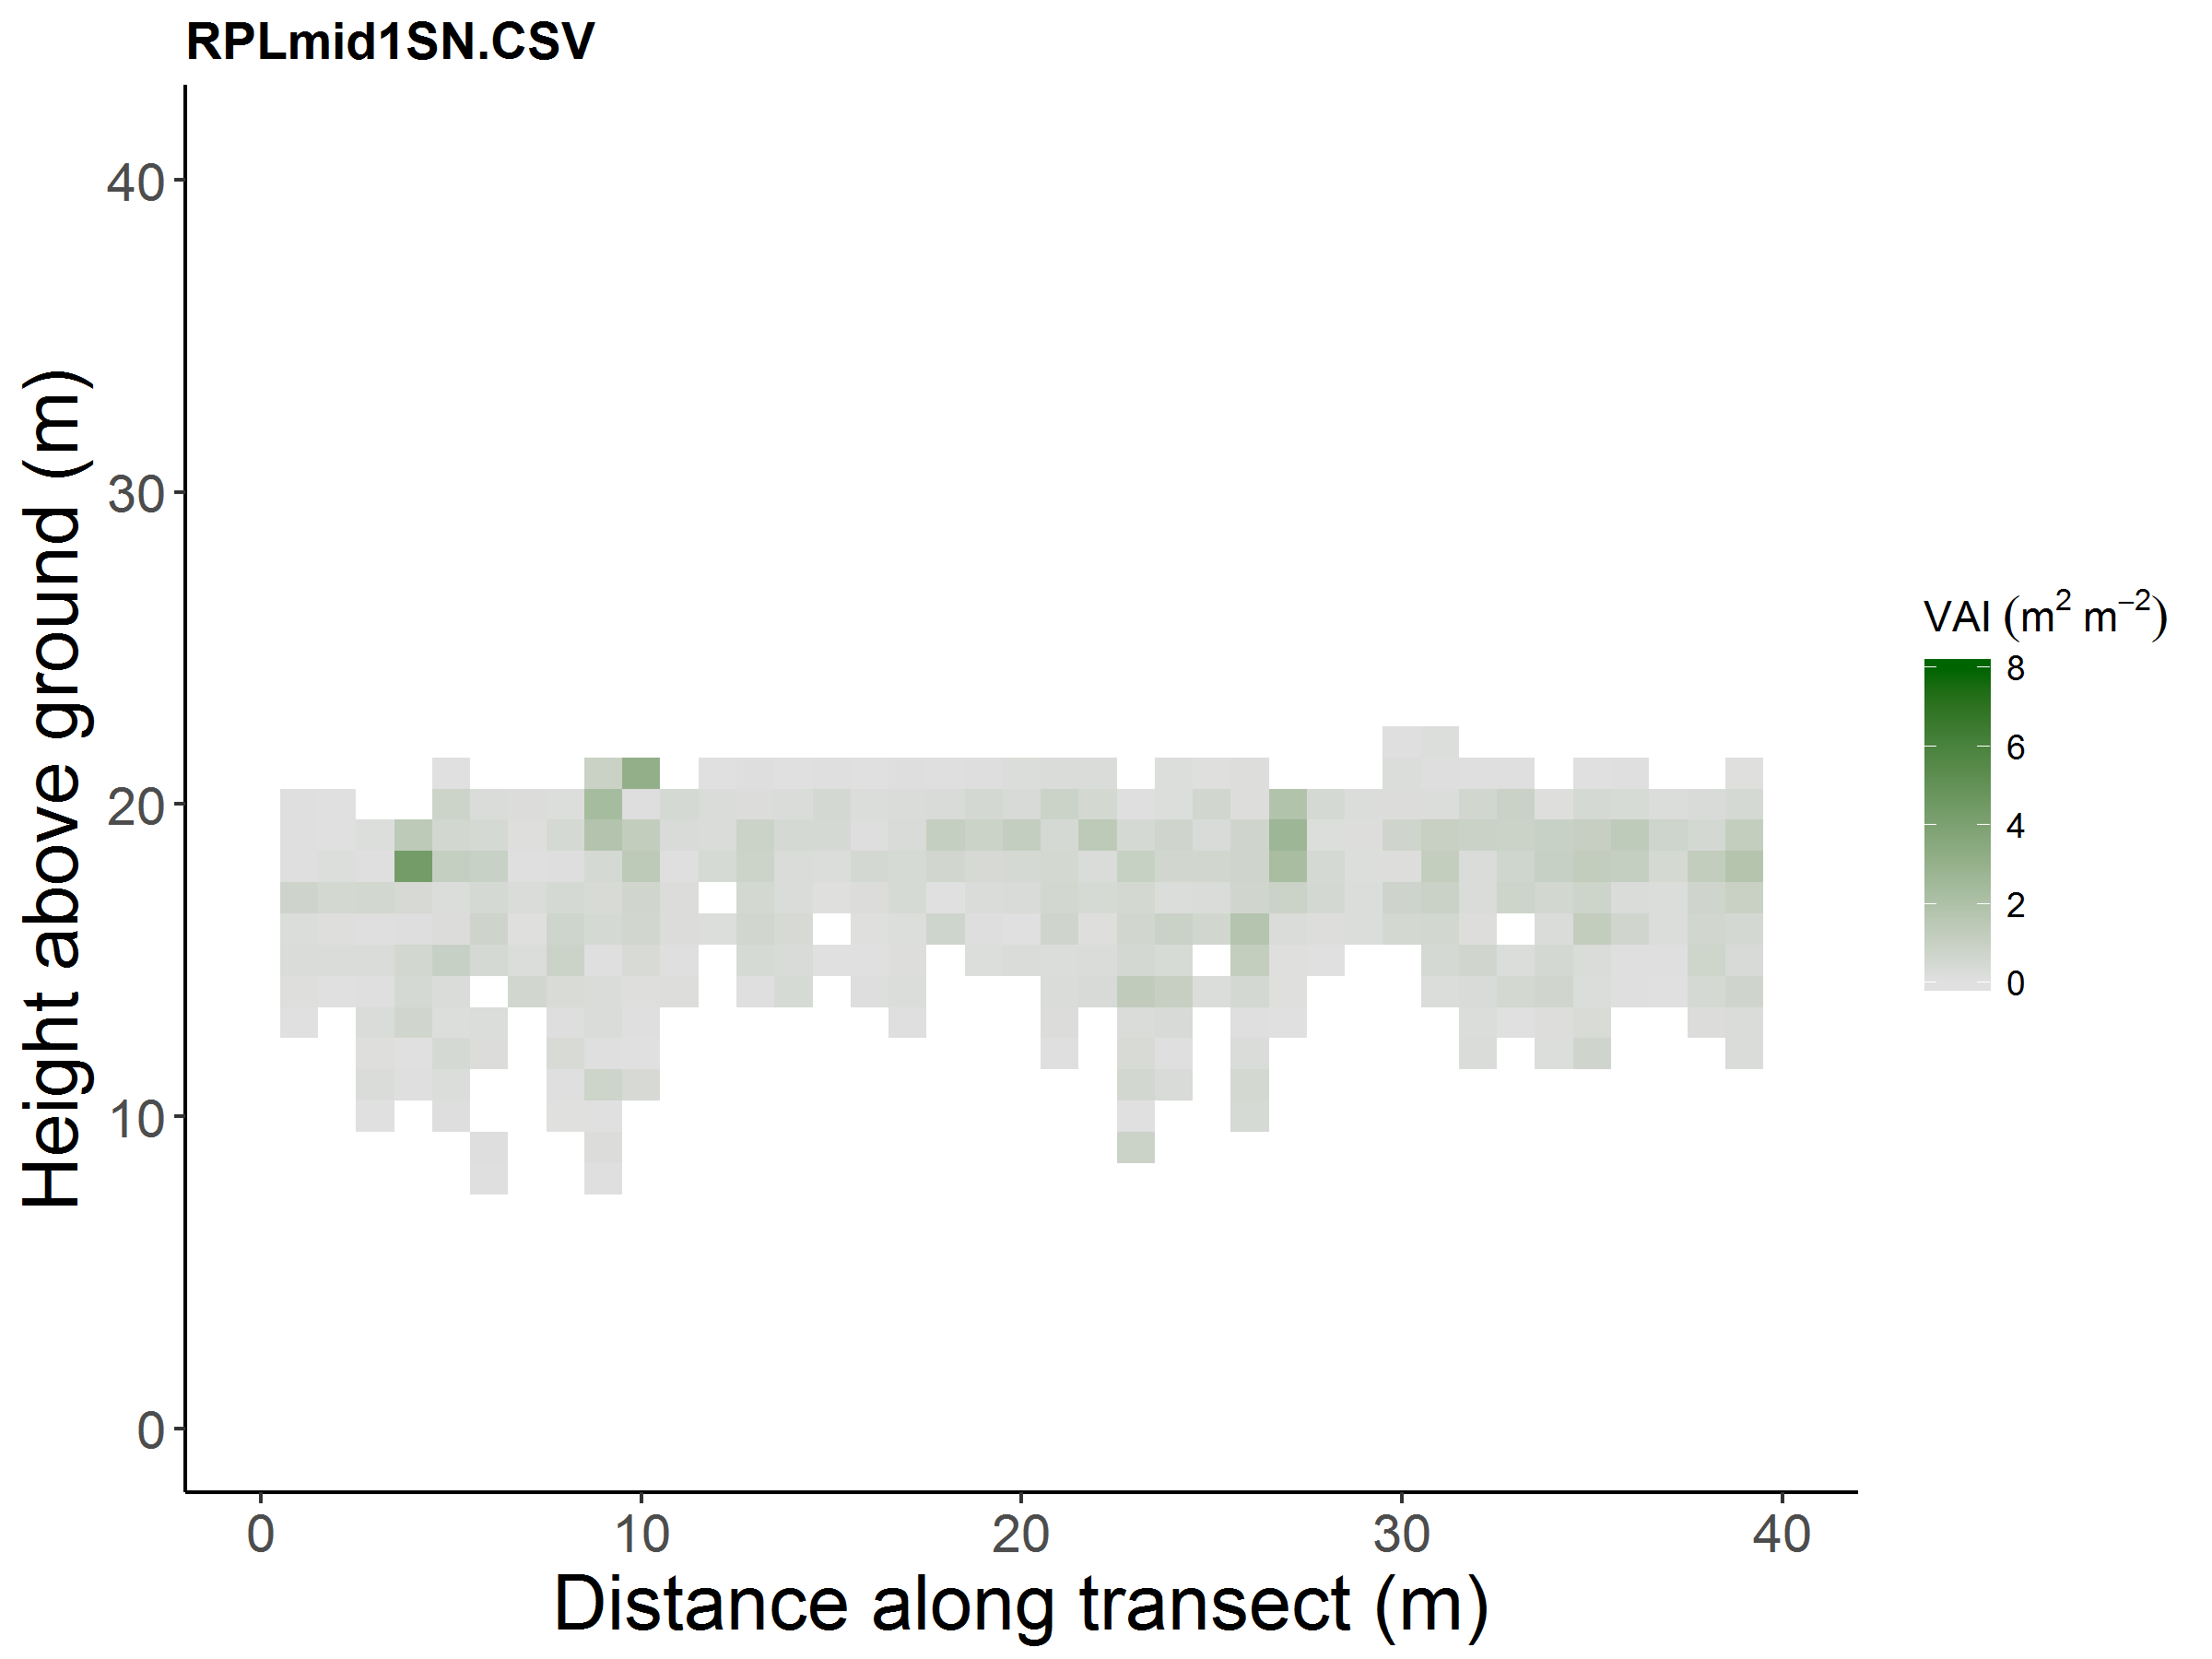 RPLmid1SN.CSV
Height above ground (m)
40
30
20
10
0
0 10 20 30 40
Distance along transect (m)
VAI (m² m⁻²)
8
6
4
2
0